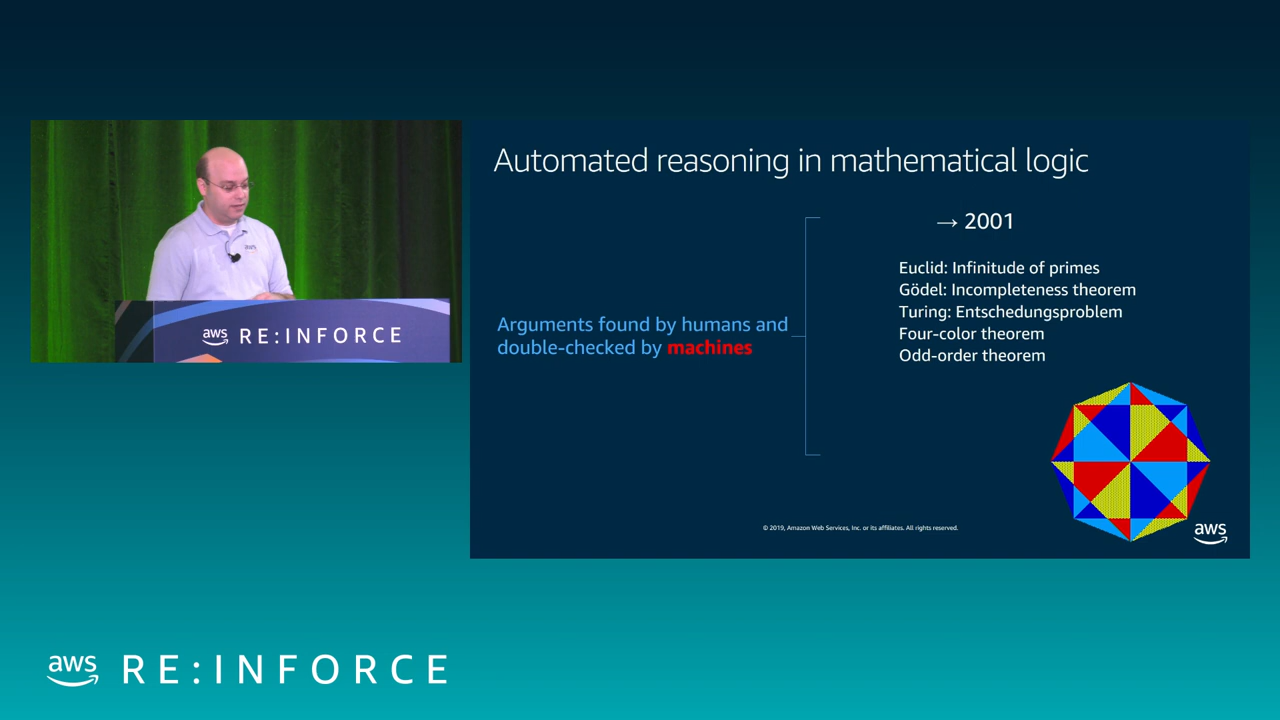 Automated reasoning in mathematical logic
→ 2001
Euclid: Infinitude of primes
Gödel: Incompleteness theorem
Turing: Entschedungsproblem
Four-color theorem
Odd-order theorem
Arguments found by humans and
double-checked by machines
aws RE:INFORCE
© 2019, Amazon Web Services, Inc. or its affiliates. All rights reserved.
aws
aws RE:INFORCE